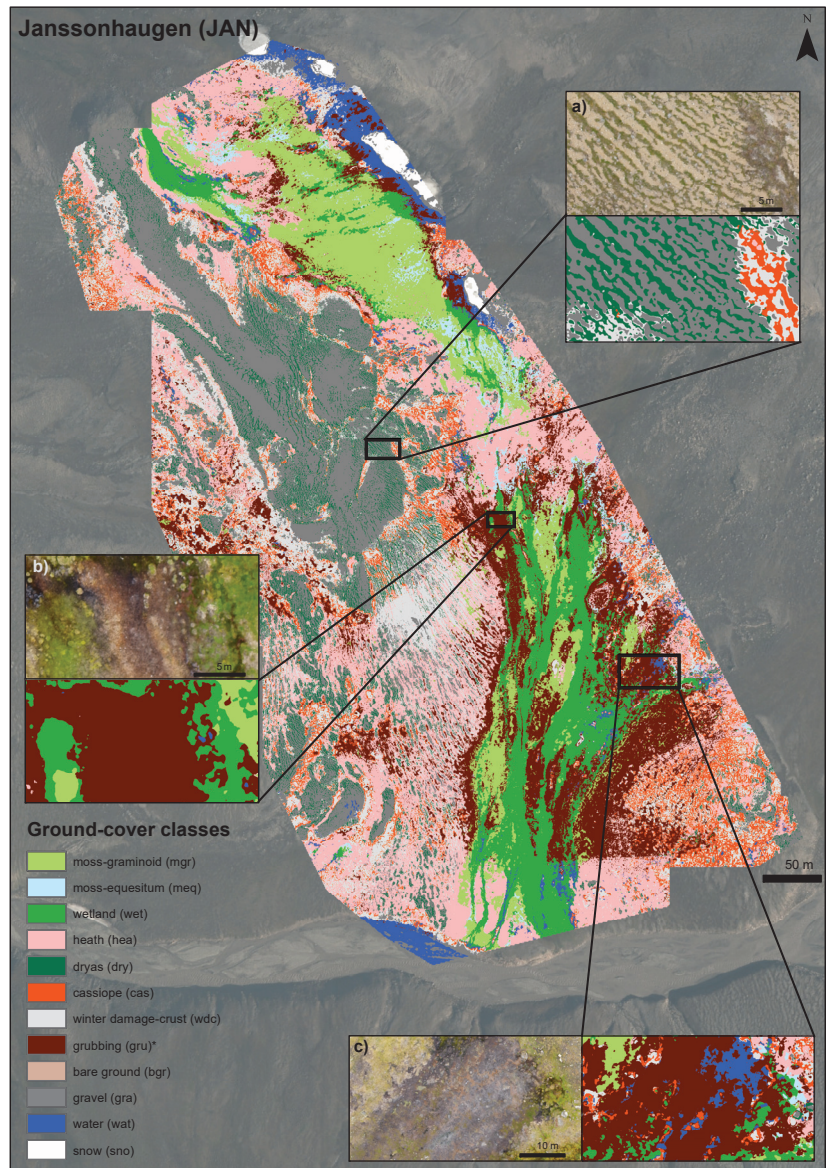 Janssonhaugen (JAN)
N
a)
5 m
b)
5 m
Ground-cover classes
moss-graminoid (mgr)
moss-equesitum (meq)
wetland (wet)
heath (hea)
dryas (dry)
cassiope (cas)
winter damage-crust (wdc)
grubbing (gru)*
bare ground (bgr)
gravel (gra)
water (wat)
snow (sno)
50 m
c)
10 m